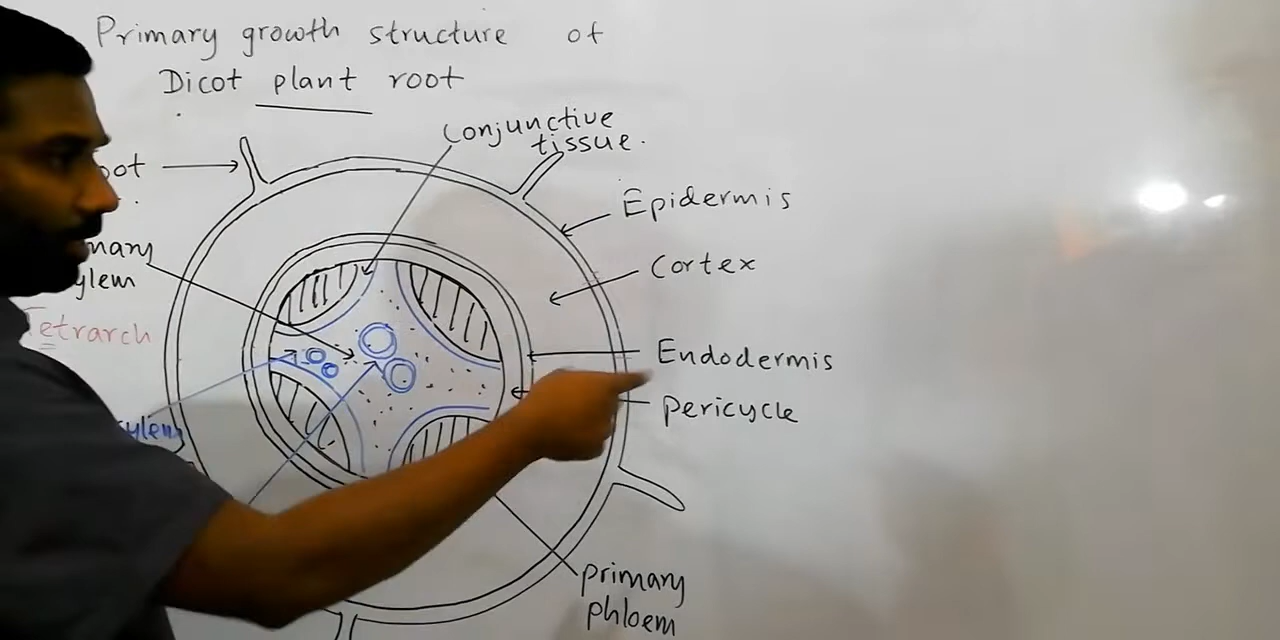 Primary growth structure of
Dicot plant root
Conjunctive
tissue.
Epidermis
Cortex
Tetrarch
Endodermis
Pericycle
primary
phloem